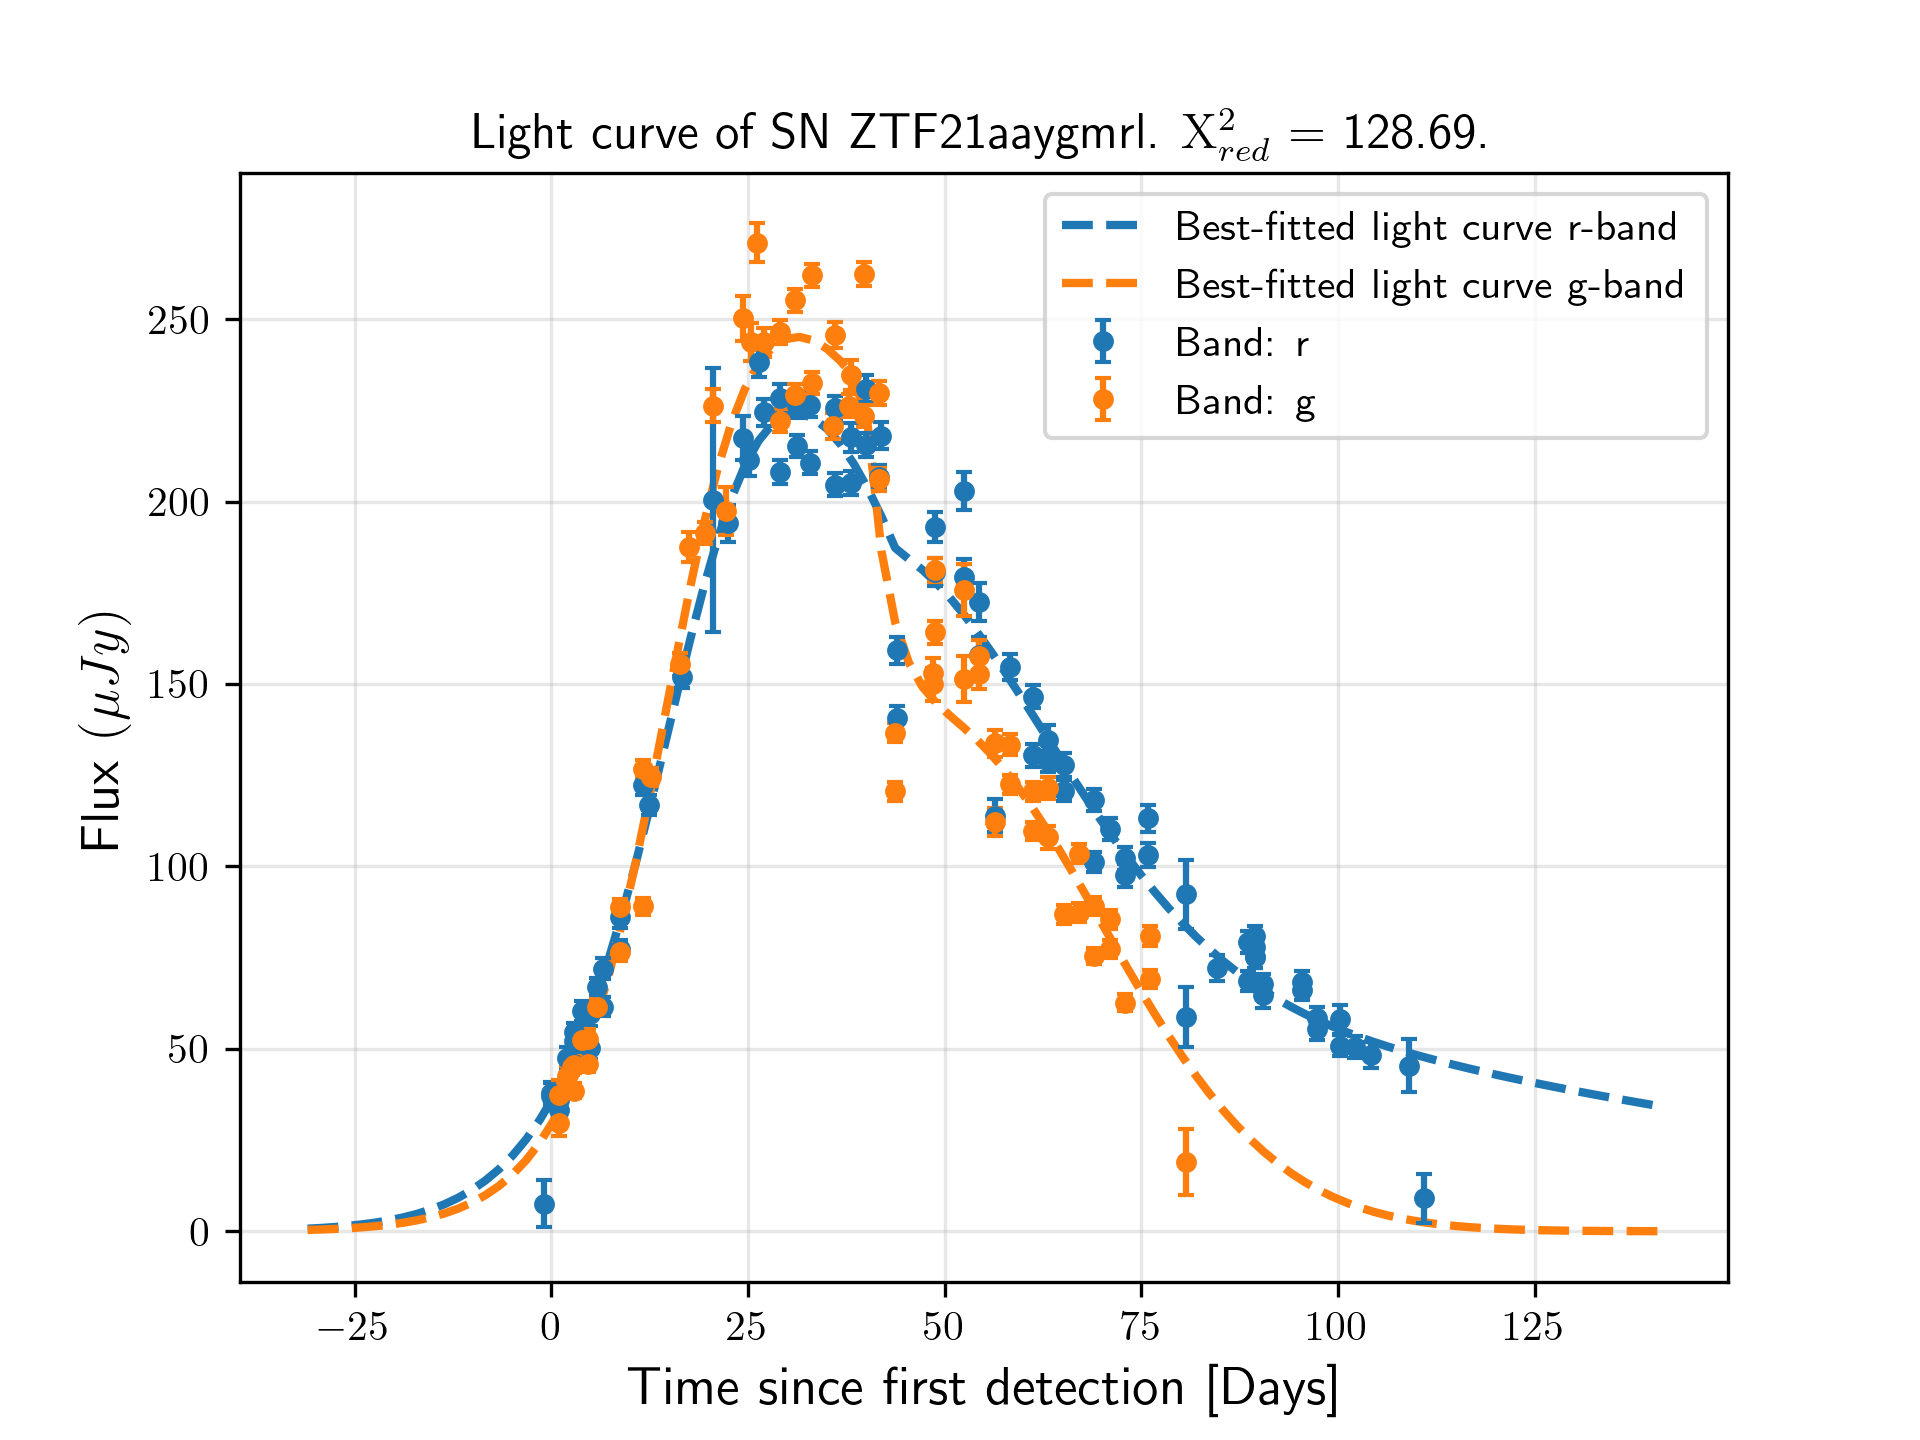 Light curve of SN ZTF21aaygmrl. X²_red = 128.69.
Best-fitted light curve r-band
Best-fitted light curve g-band
Band: r
Band: g
250
200
150
100
50
0
Flux (μJy)
−25 0 25 50 75 100 125
Time since first detection [Days]